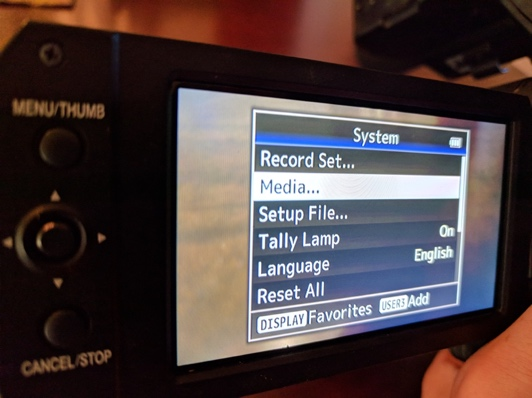 MENU/THUMB
CANCEL/STOP
System
Record Set...
Media...
Setup File...
Tally Lamp On
Language English
Reset All
DISPLAY Favorites USER3 Add